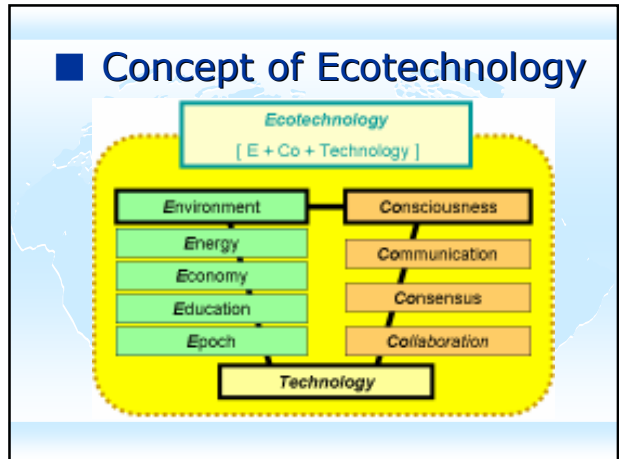 ■ Concept of Ecotechnology
Ecotechnology
[ E + Co + Technology ]
Environment
Energy
Economy
Education
Epoch
Consciousness
Communication
Consensus
Collaboration
Technology